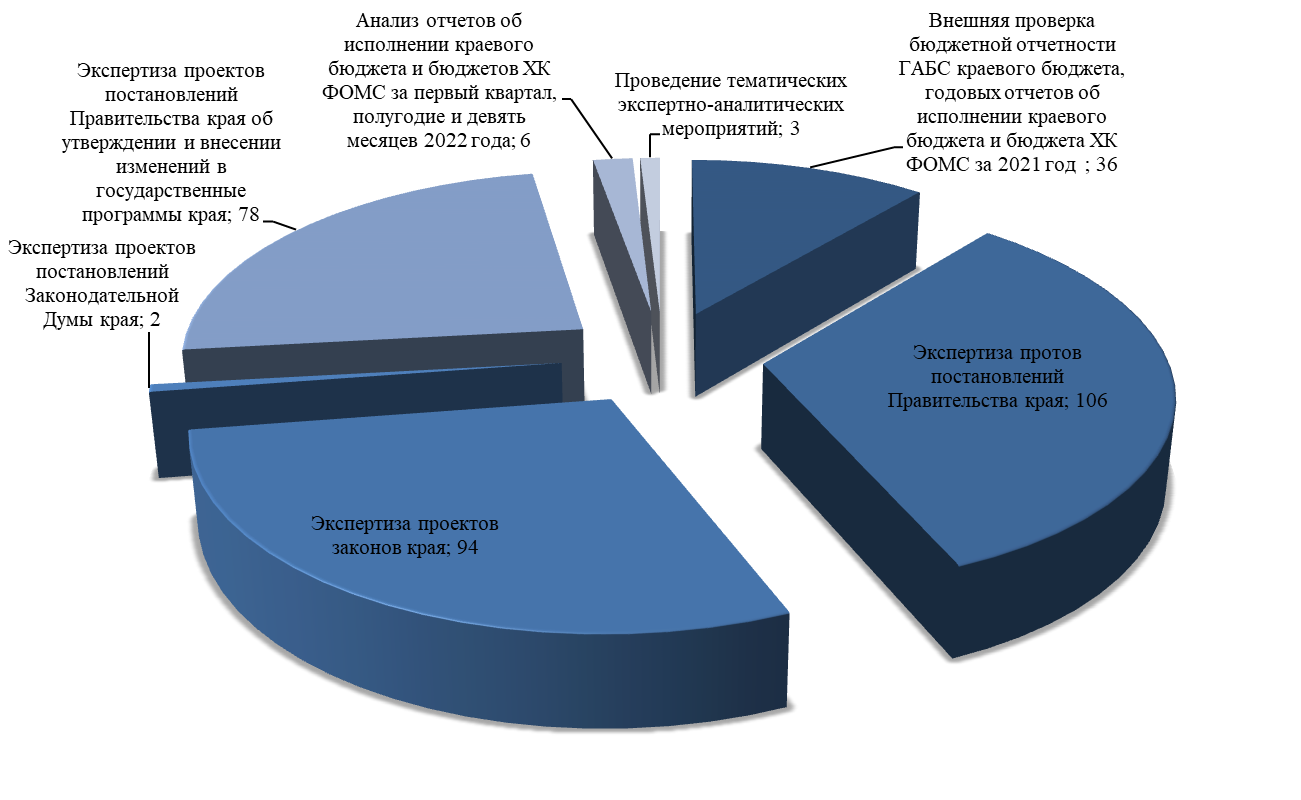 Анализ отчетов об
исполнении краевого
бюджета и бюджетов ХК
ФОМС за первый квартал,
полугодие и девять
месяцев 2022 года; 6
Проведение тематических
экспертно-аналитических
мероприятий; 3
Внешняя проверка
бюджетной отчетности
ГАБС краевого бюджета,
годовых отчетов об
исполнении краевого
бюджета и бюджета ХК
ФОМС за 2021 год ; 36
Экспертиза проектов
постановлений
Правительства края об
утверждении и внесении
изменений в
государственные
программы края; 78
Экспертиза проектов
постановлений
Законодательной
Думы края; 2
Экспертиза протов
постановлений
Правительства края; 106
Экспертиза проектов
законов края; 94